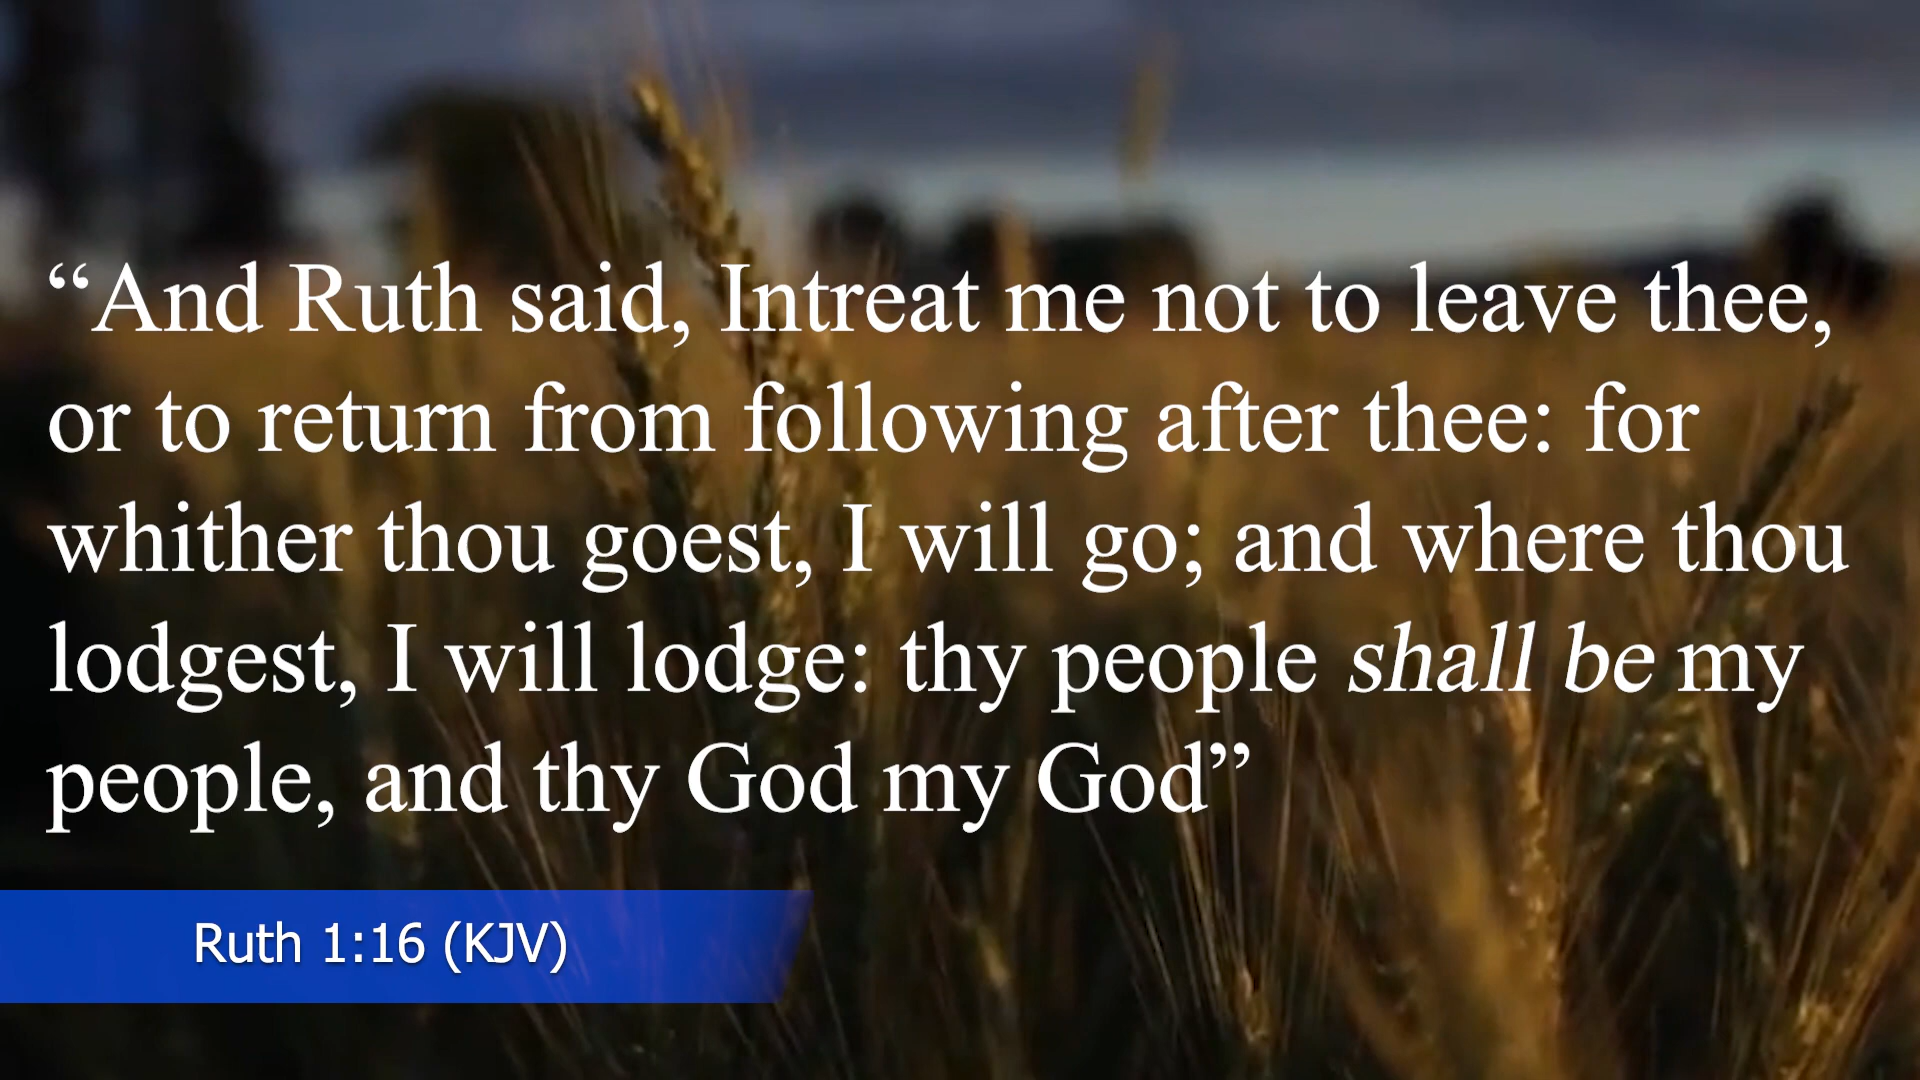 “And Ruth said, Intreat me not to leave thee,
or to return from following after thee: for
whither thou goest, I will go; and where thou
lodgest, I will lodge: thy people shall be my
people, and thy God my God”
Ruth 1:16 (KJV)